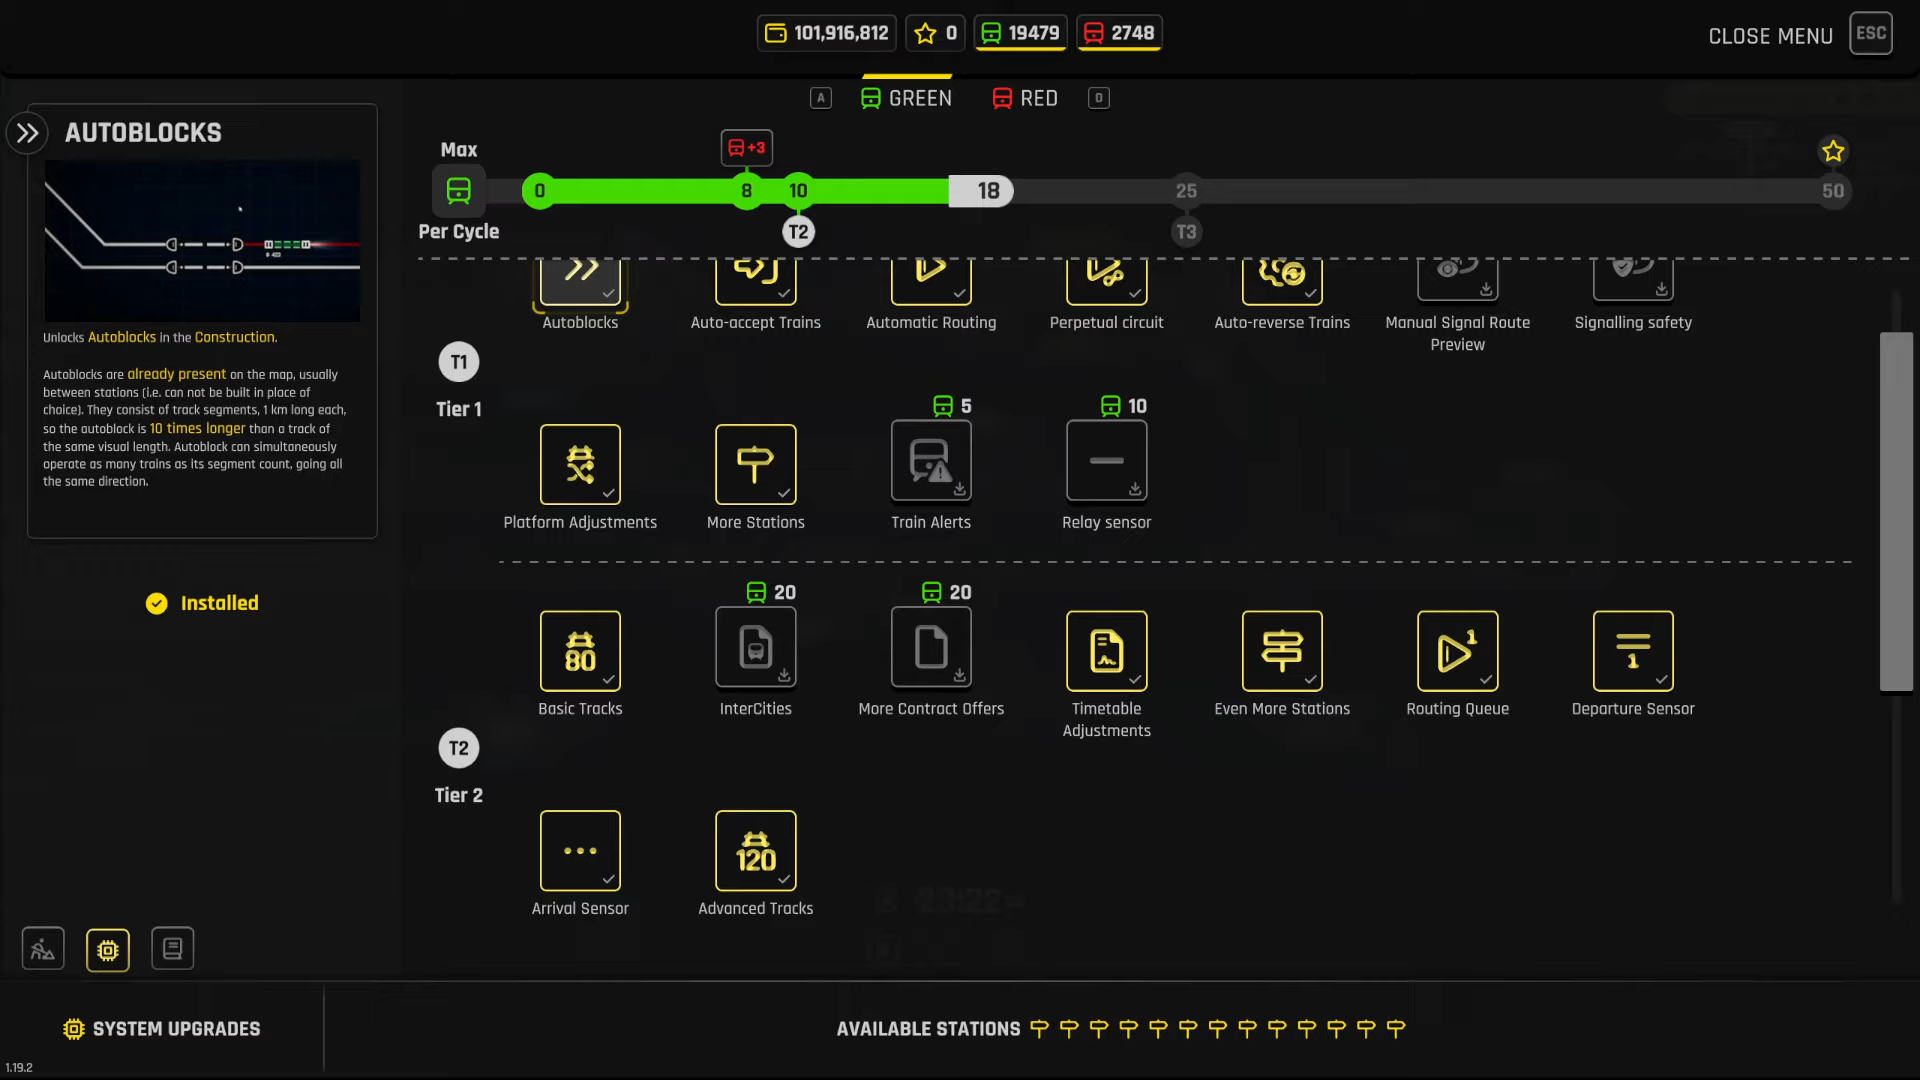 101,916,812
0
19479
2748
CLOSE MENU
ESC
A
GREEN
RED
D
AUTOBLOCKS
Max
+3
0
8
10
18
25
50
Per Cycle
T2
T3
Unlocks Autoblocks in the Construction.
Autoblocks are already present on the map, usually
between stations (i.e. can not be built in place of
choice). They consist of track segments, 1 km long each,
so the autoblock is 10 times longer than a track of
the same visual length. Autoblock can simultaneously
operate as many trains as its segment count, going all
the same direction.
Installed
Autoblocks
Auto-accept Trains
Automatic Routing
Perpetual circuit
Auto-reverse Trains
Manual Signal Route
Preview
Signalling safety
T1
Tier 1
5
10
Platform Adjustments
More Stations
Train Alerts
Relay sensor
20
20
80
1
1
Basic Tracks
InterCities
More Contract Offers
Timetable
Adjustments
Even More Stations
Routing Queue
Departure Sensor
T2
Tier 2
120
Arrival Sensor
Advanced Tracks
SYSTEM UPGRADES
AVAILABLE STATIONS
1.19.2